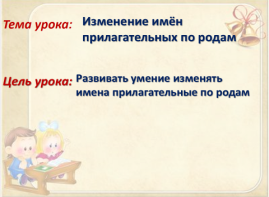 Тема урока: Изменение имён
прилагательных по родам
Цель урока: Развивать умение изменять
имена прилагательные по родам